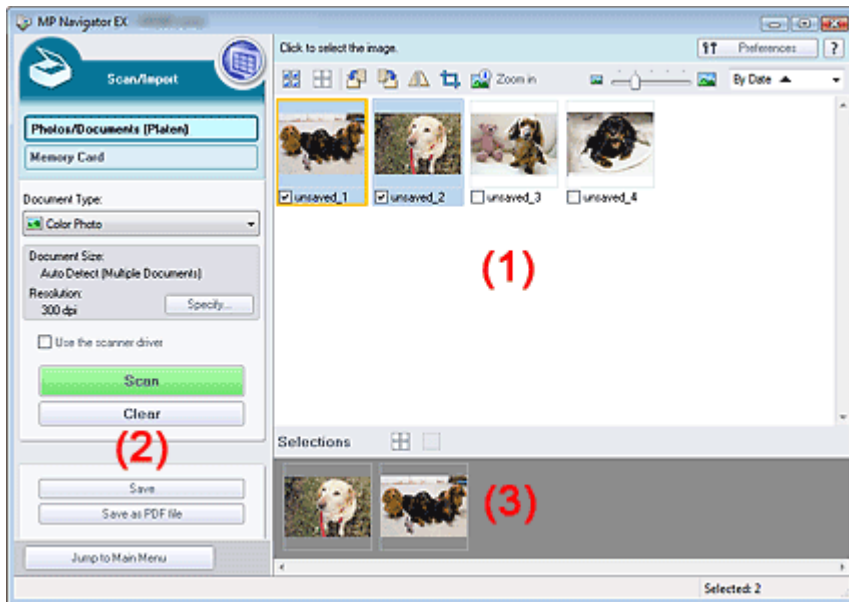 MP Navigator EX
Scan/Import
Photos/Documents (Platen)
Memory Card
Document Type:
Color Photo
Document Size:
Auto Detect (Multiple Documents)
Resolution:
300 dpi
Specify...
Use the scanner driver
Scan
Clear
(2)
Save
Save as PDF file
Jump to Main Menu
Click to select the image.
Preferences
?
Zoom in
By Date
unsaved_1
unsaved_2
unsaved_3
unsaved_4
(1)
Selections
(3)
Selected: 2